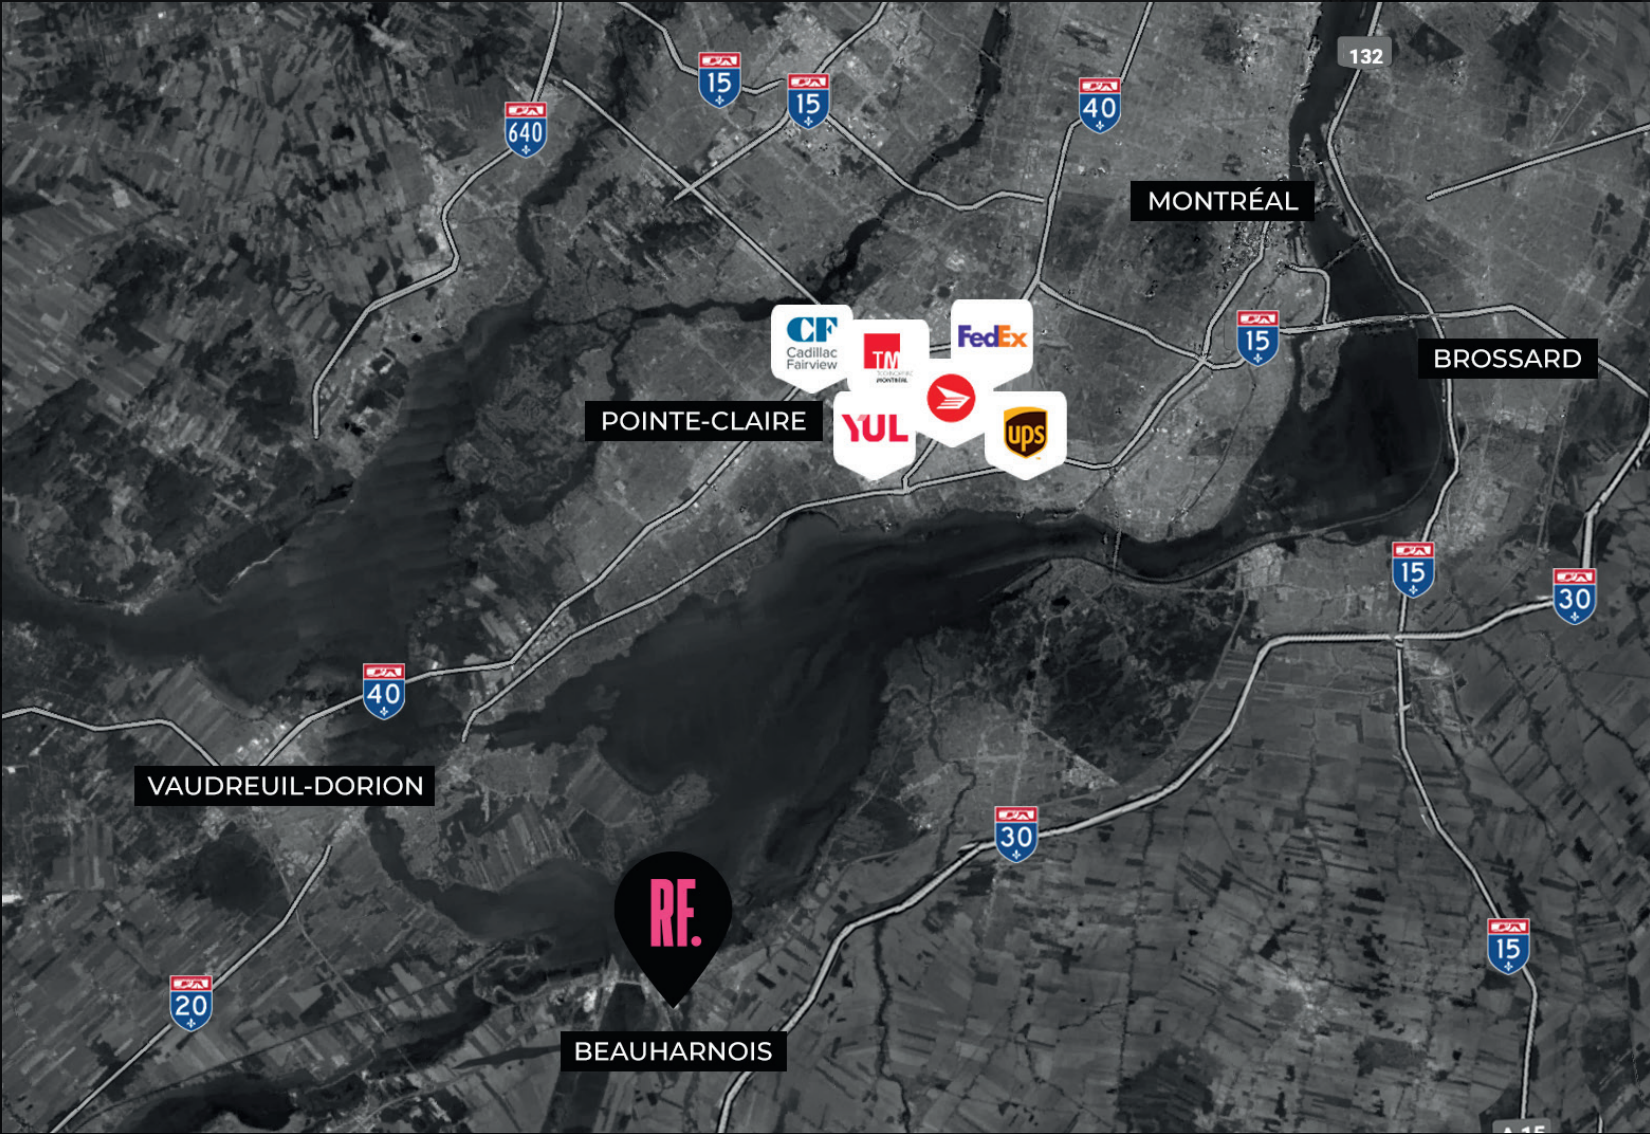 132
15
15
40
640
MONTRÉAL
15
BROSSARD
CF
Cadillac
Fairview
TM
MONTRÉAL
FedEx
POINTE-CLAIRE
YUL
ups
15
30
40
VAUDREUIL-DORION
30
RF.
15
20
BEAUHARNOIS